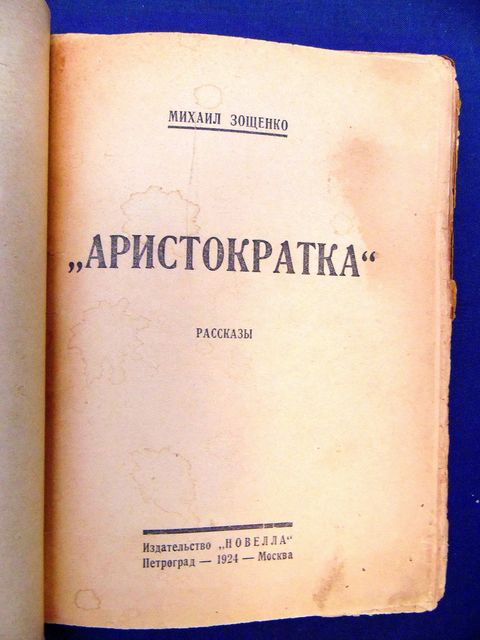 МИХАИЛ ЗОЩЕНКО
„АРИСТОКРАТКА“
РАССКАЗЫ
Издательство „НОВЕЛЛА“
Петроград — 1924 — Москва